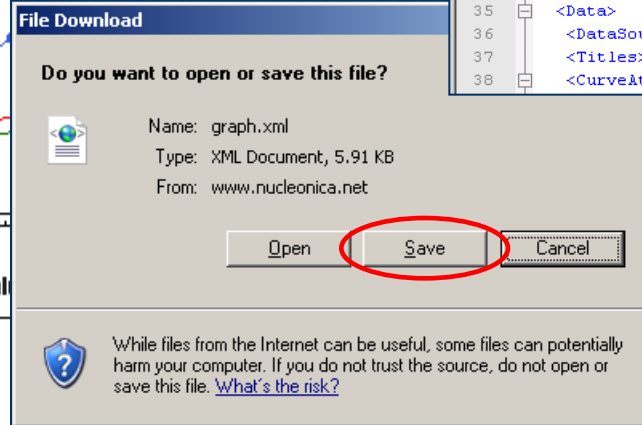 File Download
Do you want to open or save this file?
Name: graph.xml
Type: XML Document, 5.91 KB
From: www.nucleonica.net
Open Save Cancel
While files from the Internet can be useful, some files can potentially
harm your computer. If you do not trust the source, do not open or
save this file. What's the risk?
35 <Data>
36
37 <Titles>
38